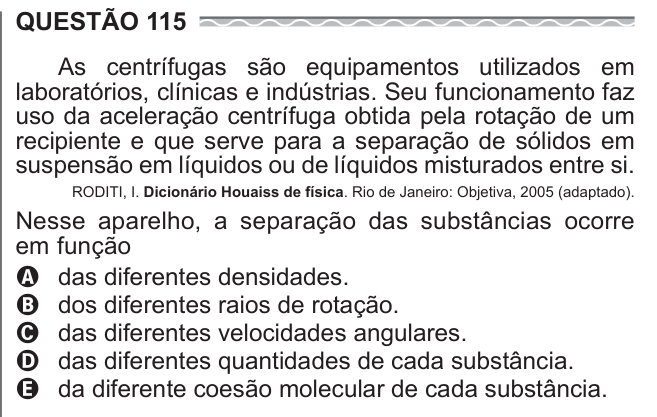 QUESTÃO 115
As centrífugas são equipamentos utilizados em
laboratórios, clínicas e indústrias. Seu funcionamento faz
uso da aceleração centrífuga obtida pela rotação de um
recipiente e que serve para a separação de sólidos em
suspensão em líquidos ou de líquidos misturados entre si.
RODITI, I. Dicionário Houaiss de física. Rio de Janeiro: Objetiva, 2005 (adaptado).
Nesse aparelho, a separação das substâncias ocorre
em função
A das diferentes densidades.
B dos diferentes raios de rotação.
C das diferentes velocidades angulares.
D das diferentes quantidades de cada substância.
E da diferente coesão molecular de cada substância.